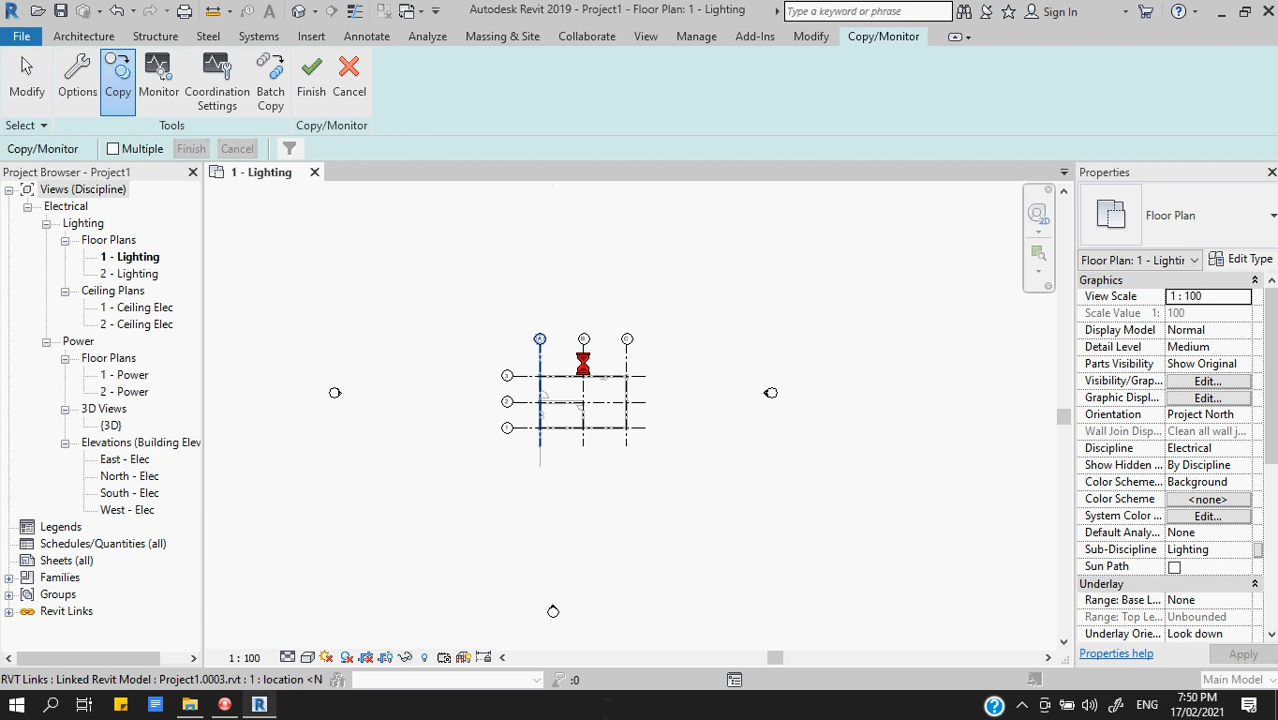 Autodesk Revit 2019 - Project1 - Floor Plan: 1 - Lighting
Type a keyword or phrase
Sign In
File
Architecture
Structure
Steel
Systems
Insert
Annotate
Analyze
Massing & Site
Collaborate
View
Manage
Add-Ins
Modify
Copy/Monitor
Modify
Options
Copy
Monitor
Coordination Settings
Batch Copy
Finish
Cancel
Select
Tools
Copy/Monitor
Copy/Monitor
Multiple
Finish
Cancel
Project Browser - Project1
1 - Lighting
Properties
Views (Discipline)
Electrical
Lighting
Floor Plans
1 - Lighting
2 - Lighting
Ceiling Plans
1 - Ceiling Elec
2 - Ceiling Elec
Power
Floor Plans
1 - Power
2 - Power
3D Views
{3D}
Elevations (Building Elev
East - Elec
North - Elec
South - Elec
West - Elec
Legends
Schedules/Quantities (all)
Sheets (all)
Families
Groups
Revit Links
2D
A
B
C
3
2
1
Floor Plan
Floor Plan: 1 - Lightir
Edit Type
Graphics
View Scale 1 : 100
Scale Value 1: 100
Display Model Normal
Detail Level Medium
Parts Visibility Show Original
Visibility/Grap... Edit...
Graphic Displ... Edit...
Orientation Project North
Wall Join Disp... Clean all wall j...
Discipline Electrical
Show Hidden ... By Discipline
Color Scheme... Background
Color Scheme <none>
System Color ... Edit...
Default Analy... None
Sub-Discipline Lighting
Sun Path
Underlay
Range: Base L... None
Range: Top Le... Unbounded
Underlay Orie... Look down
Properties help
Apply
1 : 100
RVT Links : Linked Revit Model : Project1.0003.rvt : 1 : location <N
:0
Main Model
ENG
7:50 PM
17/02/2021